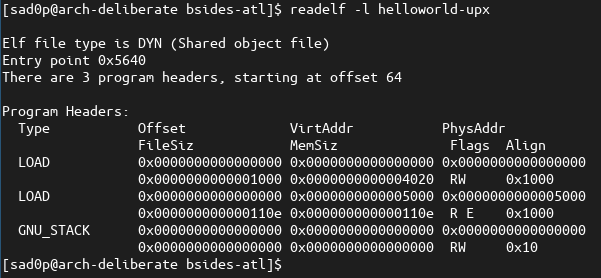 [sad0p@arch-deliberate bsides-atl]$ readelf -l helloworld-upx

Elf file type is DYN (Shared object file)
Entry point 0x5640
There are 3 program headers, starting at offset 64

Program Headers:
  Type           Offset             VirtAddr           PhysAddr
                 FileSiz            MemSiz              Flags  Align
  LOAD           0x0000000000000000 0x0000000000000000 0x0000000000000000
                 0x0000000000001000 0x0000000000004020  RW     0x1000
  LOAD           0x0000000000000000 0x0000000000005000 0x0000000000005000
                 0x000000000000110e 0x000000000000110e  R E    0x1000
  GNU_STACK      0x0000000000000000 0x0000000000000000 0x0000000000000000
                 0x0000000000000000 0x0000000000000000  RW     0x10
[sad0p@arch-deliberate bsides-atl]$